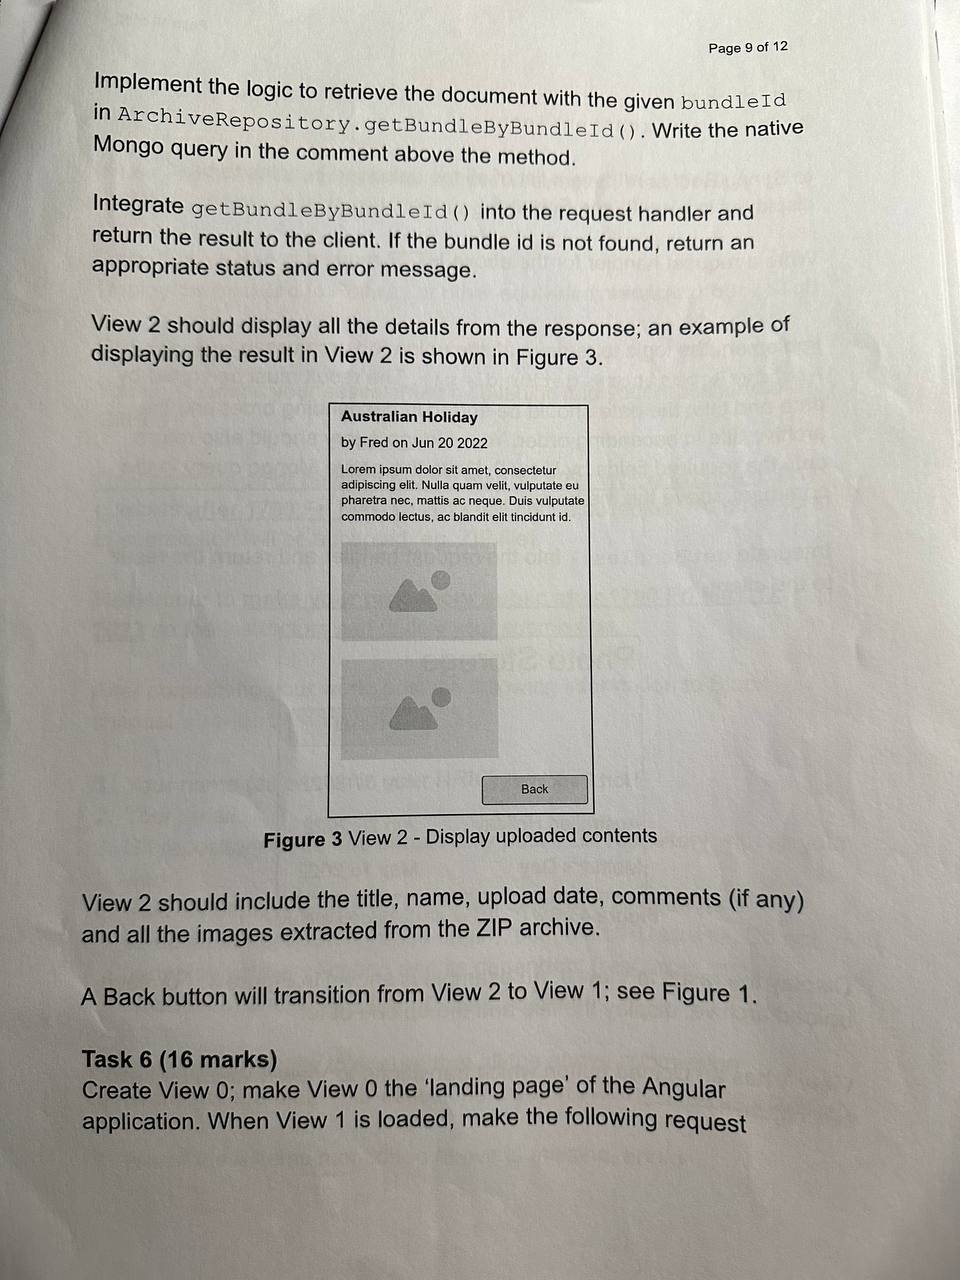 Page 9 of 12
Implement the logic to retrieve the document with the given bundleId
in ArchiveRepository.getBundleByBundleId(). Write the native
Mongo query in the comment above the method.
Integrate getBundleByBundleId() into the request handler and
return the result to the client. If the bundle id is not found, return an
appropriate status and error message.
View 2 should display all the details from the response; an example of
displaying the result in View 2 is shown in Figure 3.
Australian Holiday
by Fred on Jun 20 2022
Lorem ipsum dolor sit amet, consectetur
adipiscing elit. Nulla quam velit, vulputate eu
pharetra nec, mattis ac neque. Duis vulputate
commodo lectus, ac blandit elit tincidunt id.
Back
Figure 3 View 2 - Display uploaded contents
View 2 should include the title, name, upload date, comments (if any)
and all the images extracted from the ZIP archive.
A Back button will transition from View 2 to View 1; see Figure 1.
Task 6 (16 marks)
Create View 0; make View 0 the ‘landing page’ of the Angular
application. When View 1 is loaded, make the following request